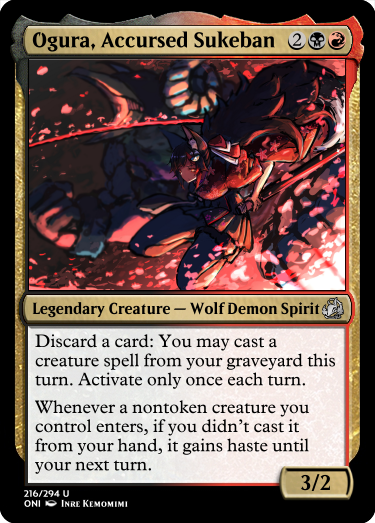 Ogura, Accursed Sukeban 2
Legendary Creature — Wolf Demon Spirit
Discard a card: You may cast a
creature spell from your graveyard this
turn. Activate only once each turn.
Whenever a nontoken creature you
control enters, if you didn't cast it
from your hand, it gains haste until
your next turn.
3/2
216/294 U
ONI Inre Kemomimi